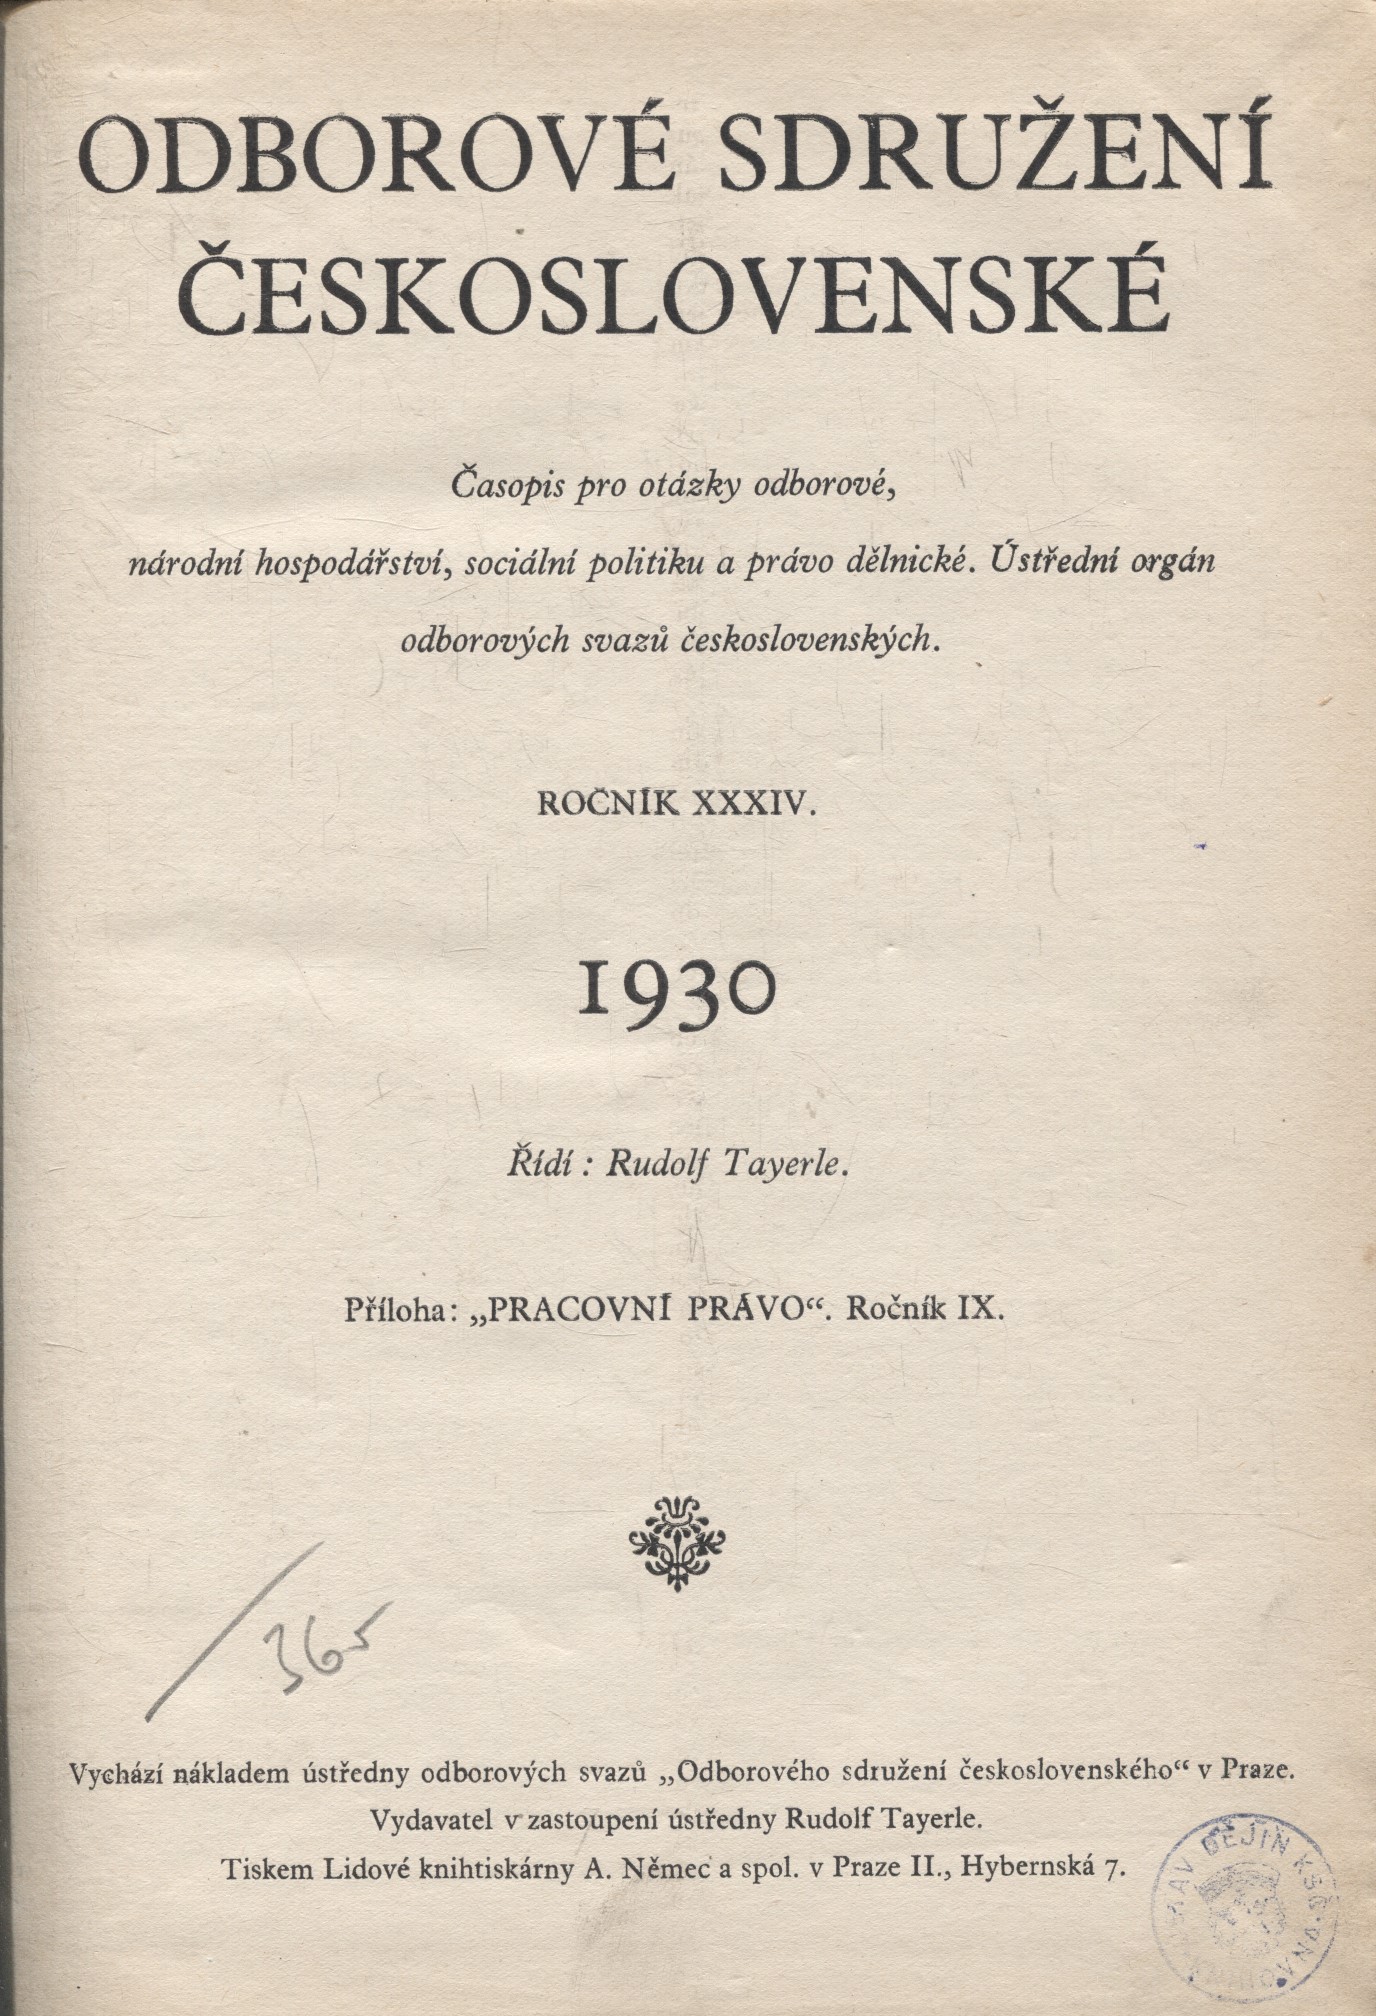 ODBOROVÉ SDRUŽENÍ
ČESKOSLOVENSKÉ
Časopis pro otázky odborové,
národní hospodářství, sociální politiku a právo dělnické. Ústřední orgán
odborových svazů československých.
ROČNÍK XXXIV.
1930
Řídí : Rudolf Tayerle.
Příloha: „PRACOVNÍ PRÁVO“. Ročník IX.
365
Vychází nákladem ústředny odborových svazů „Odborového sdružení československého“ v Praze.
Vydavatel v zastoupení ústředny Rudolf Tayerle.
Tiskem Lidové knihtiskárny A. Němec a spol. v Praze II., Hybernská 7.
DĚJIN KSČ